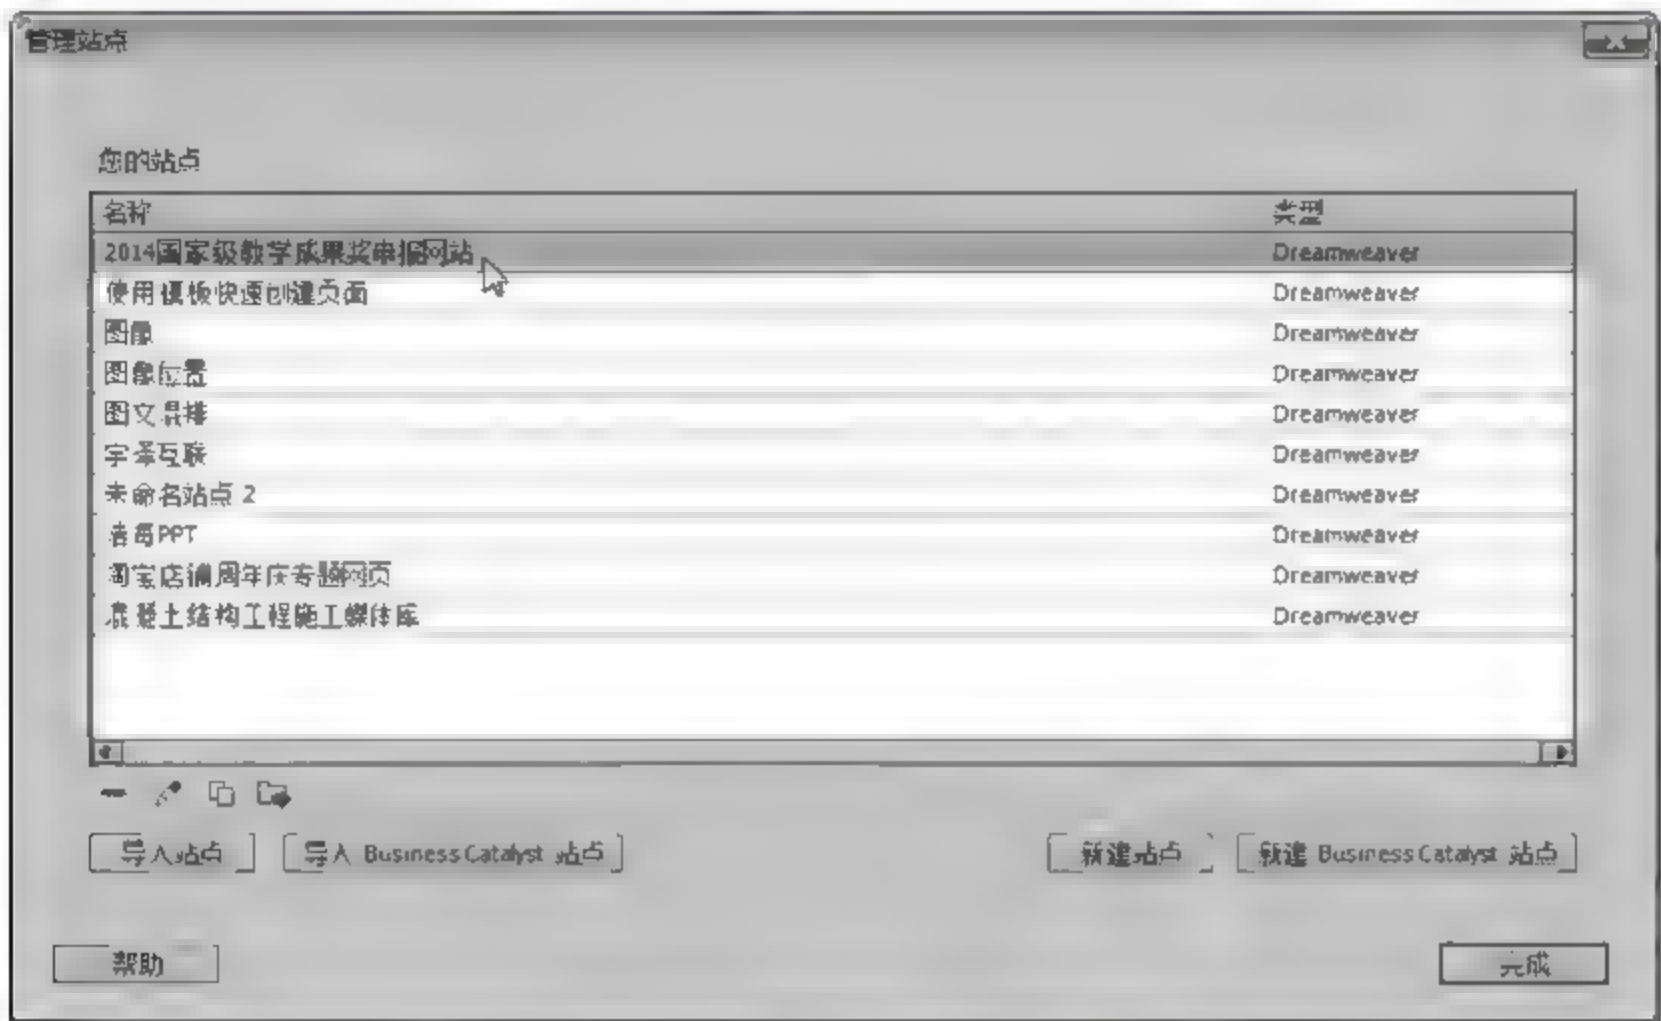 管理站点
您的站点
名称 类型
2014国家级教学成果奖申报网站 Dreamweaver
使用模板快速创建页面 Dreamweaver
图像 Dreamweaver
图像位置 Dreamweaver
图文混排 Dreamweaver
宇泽互联 Dreamweaver
未命名站点 2 Dreamweaver
PPT Dreamweaver
淘宝店铺周年庆专题网页 Dreamweaver
混凝土结构工程施工媒体库 Dreamweaver
导入站点 导入 Business Catalyst 站点 新建站点 新建 Business Catalyst 站点
帮助 完成